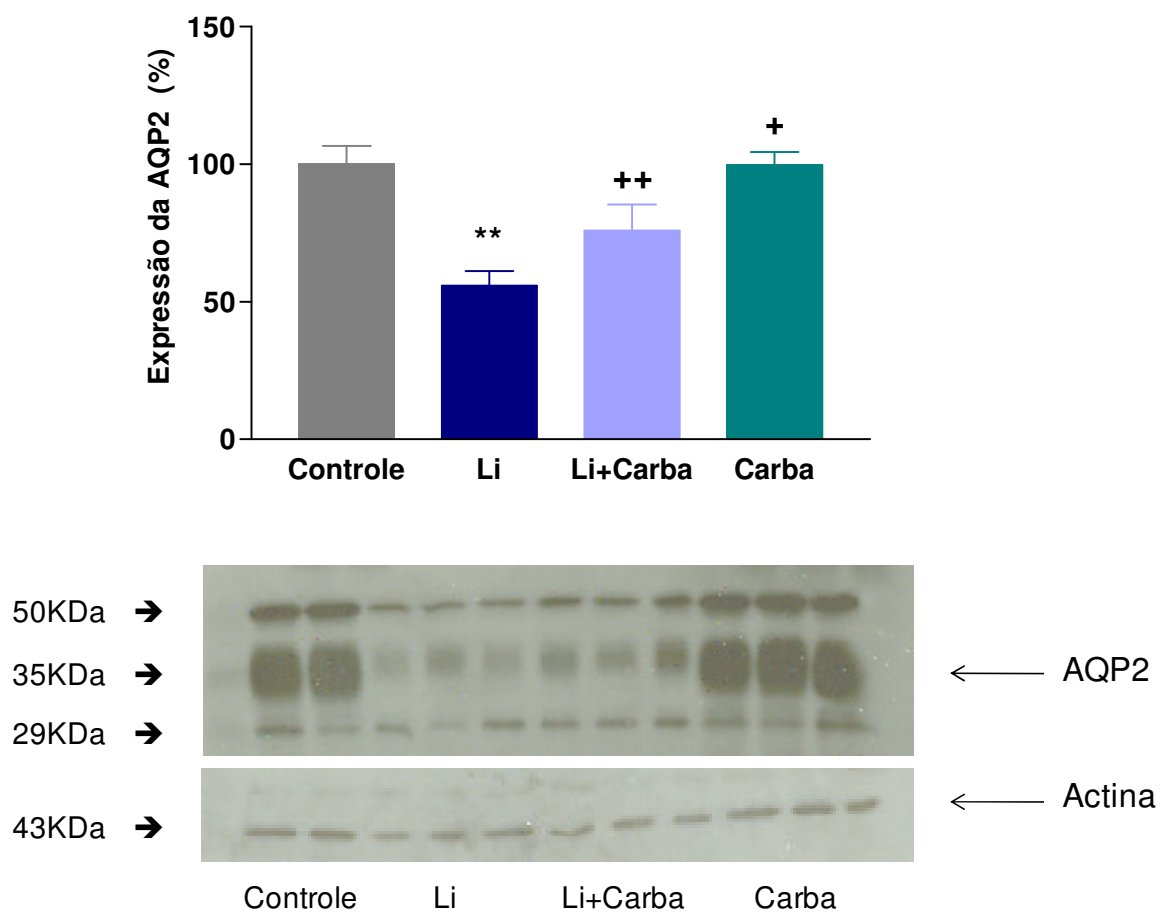 Expressão da AQP2 (%)
150
100
50
0
**
++
+
Controle Li Li+Carba Carba
50KDa ➔
35KDa ➔
29KDa ➔
AQP2
43KDa ➔
Actina
Controle Li Li+Carba Carba